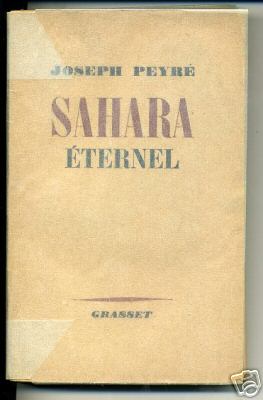 JOSEPH PEYRÉ
SAHARA
ÉTERNEL
GRASSET